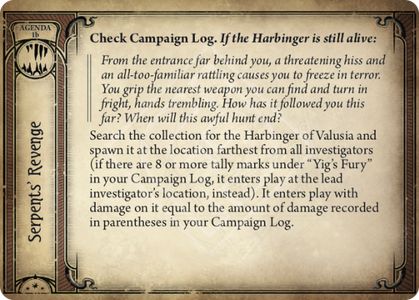 AGENDA
1b
Serpents' Revenge
Check Campaign Log. If the Harbinger is still alive:
From the entrance far behind you, a threatening hiss and
an all-too-familiar rattling causes you to freeze in terror.
You grip the nearest weapon you can find and turn in
fright, hands trembling. How has it followed you this
far? When will this awful hunt end?
Search the collection for the Harbinger of Valusia and
spawn it at the location farthest from all investigators
(if there are 8 or more tally marks under “Yig's Fury”
in your Campaign Log, it enters play at the lead
investigator's location, instead). It enters play with
damage on it equal to the amount of damage recorded
in parentheses in your Campaign Log.